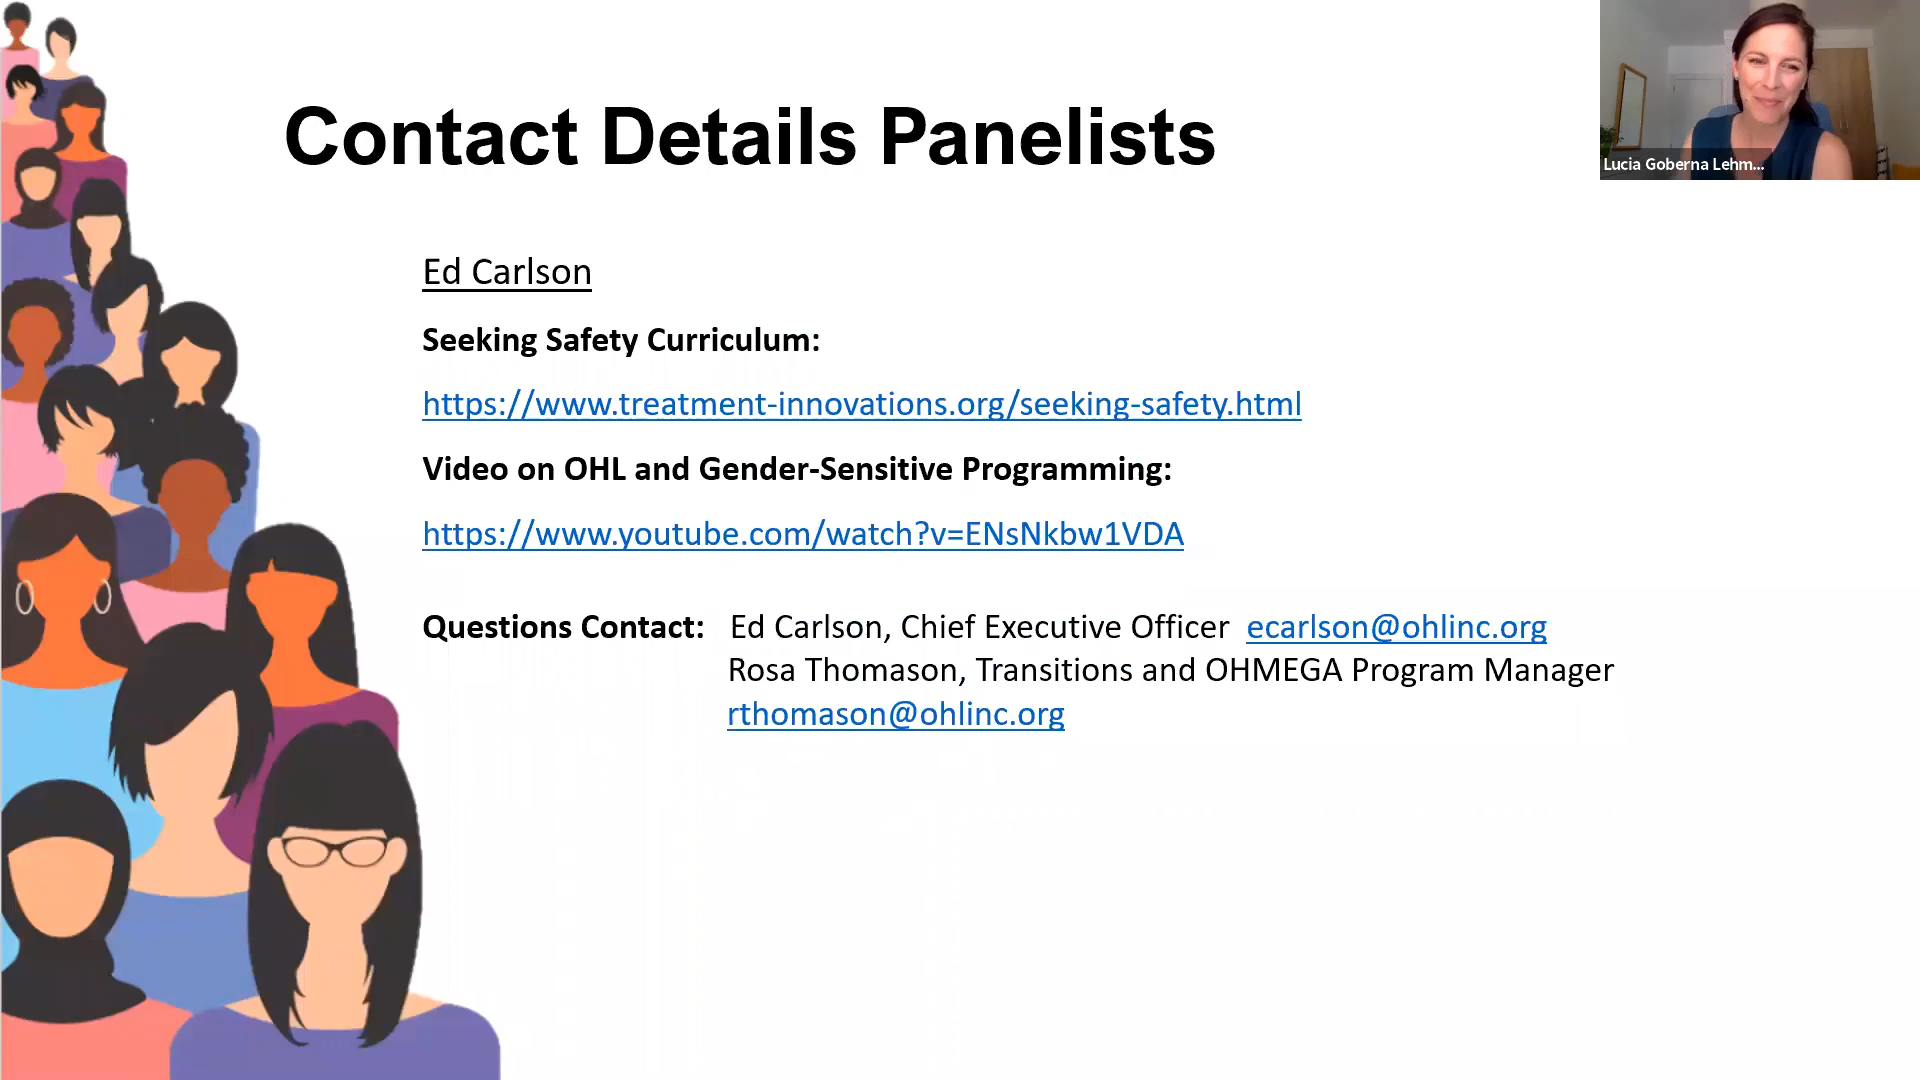 Contact Details Panelists
Lucia Goberna Lehm...
Ed Carlson
Seeking Safety Curriculum:
https://www.treatment-innovations.org/seeking-safety.html
Video on OHL and Gender-Sensitive Programming:
https://www.youtube.com/watch?v=ENsNkbw1VDA
Questions Contact: Ed Carlson, Chief Executive Officer ecarlson@ohlinc.org
Rosa Thomason, Transitions and OHMEGA Program Manager
rthomason@ohlinc.org